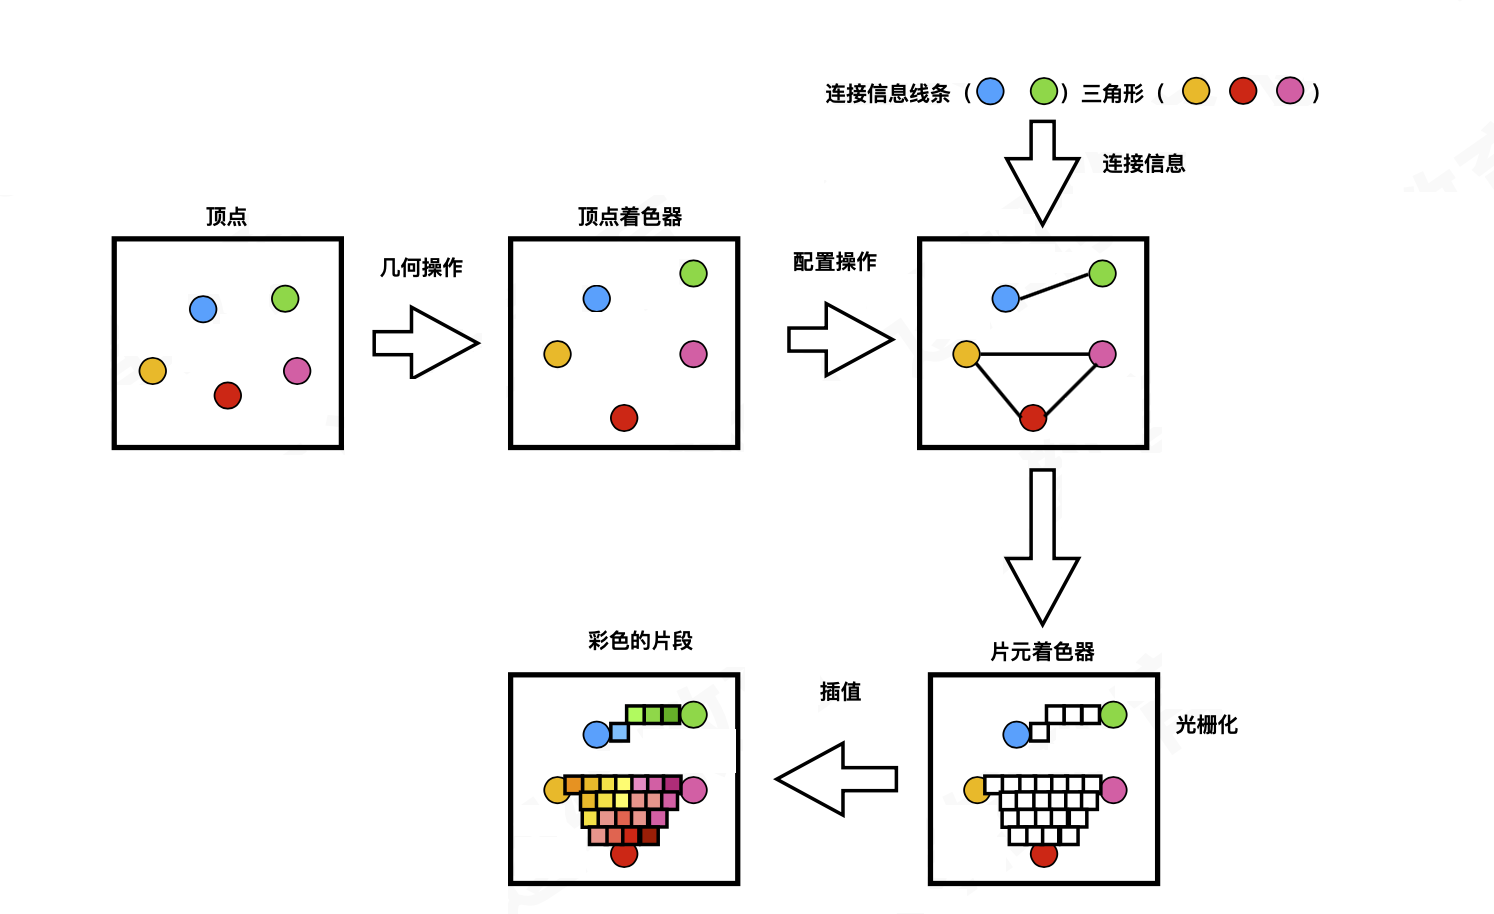 连接信息线条（ ）三角形（ ）
连接信息
顶点
几何操作
顶点着色器
配置操作
片元着色器
光栅化
插值
彩色的片段